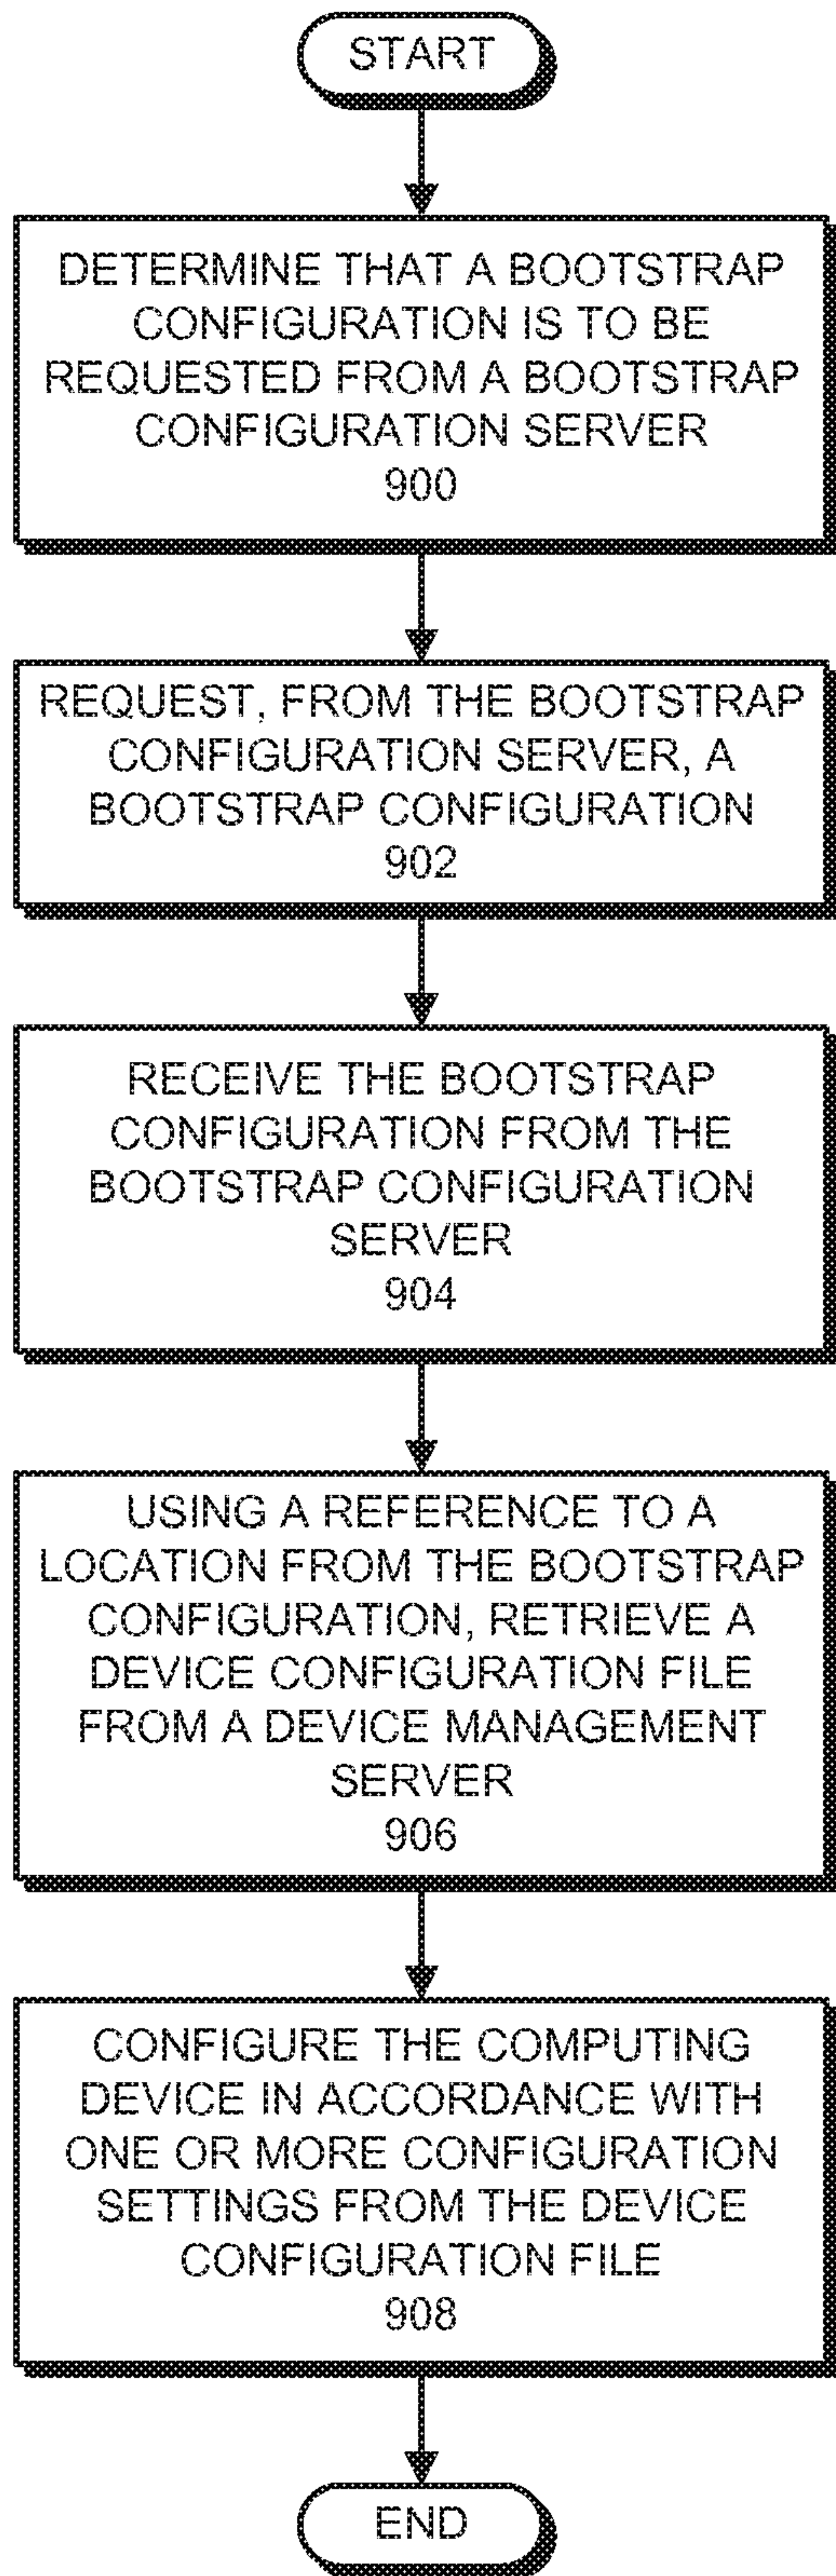 START
DETERMINE THAT A BOOTSTRAP
CONFIGURATION IS TO BE
REQUESTED FROM A BOOTSTRAP
CONFIGURATION SERVER
900
REQUEST, FROM THE BOOTSTRAP
CONFIGURATION SERVER, A
BOOTSTRAP CONFIGURATION
902
RECEIVE THE BOOTSTRAP
CONFIGURATION FROM THE
BOOTSTRAP CONFIGURATION
SERVER
904
USING A REFERENCE TO A
LOCATION FROM THE BOOTSTRAP
CONFIGURATION, RETRIEVE A
DEVICE CONFIGURATION FILE
FROM A DEVICE MANAGEMENT
SERVER
906
CONFIGURE THE COMPUTING
DEVICE IN ACCORDANCE WITH
ONE OR MORE CONFIGURATION
SETTINGS FROM THE DEVICE
CONFIGURATION FILE
908
END